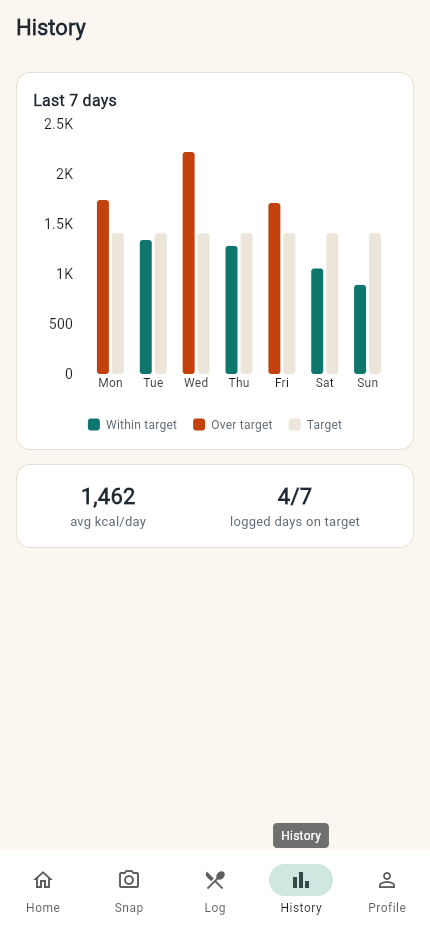 History
Last 7 days
2.5K
2K
1.5K
1K
500
0
Mon Tue Wed Thu Fri Sat Sun
Within target Over target Target
1,462 4/7
avg kcal/day logged days on target
History
Home Snap Log History Profile